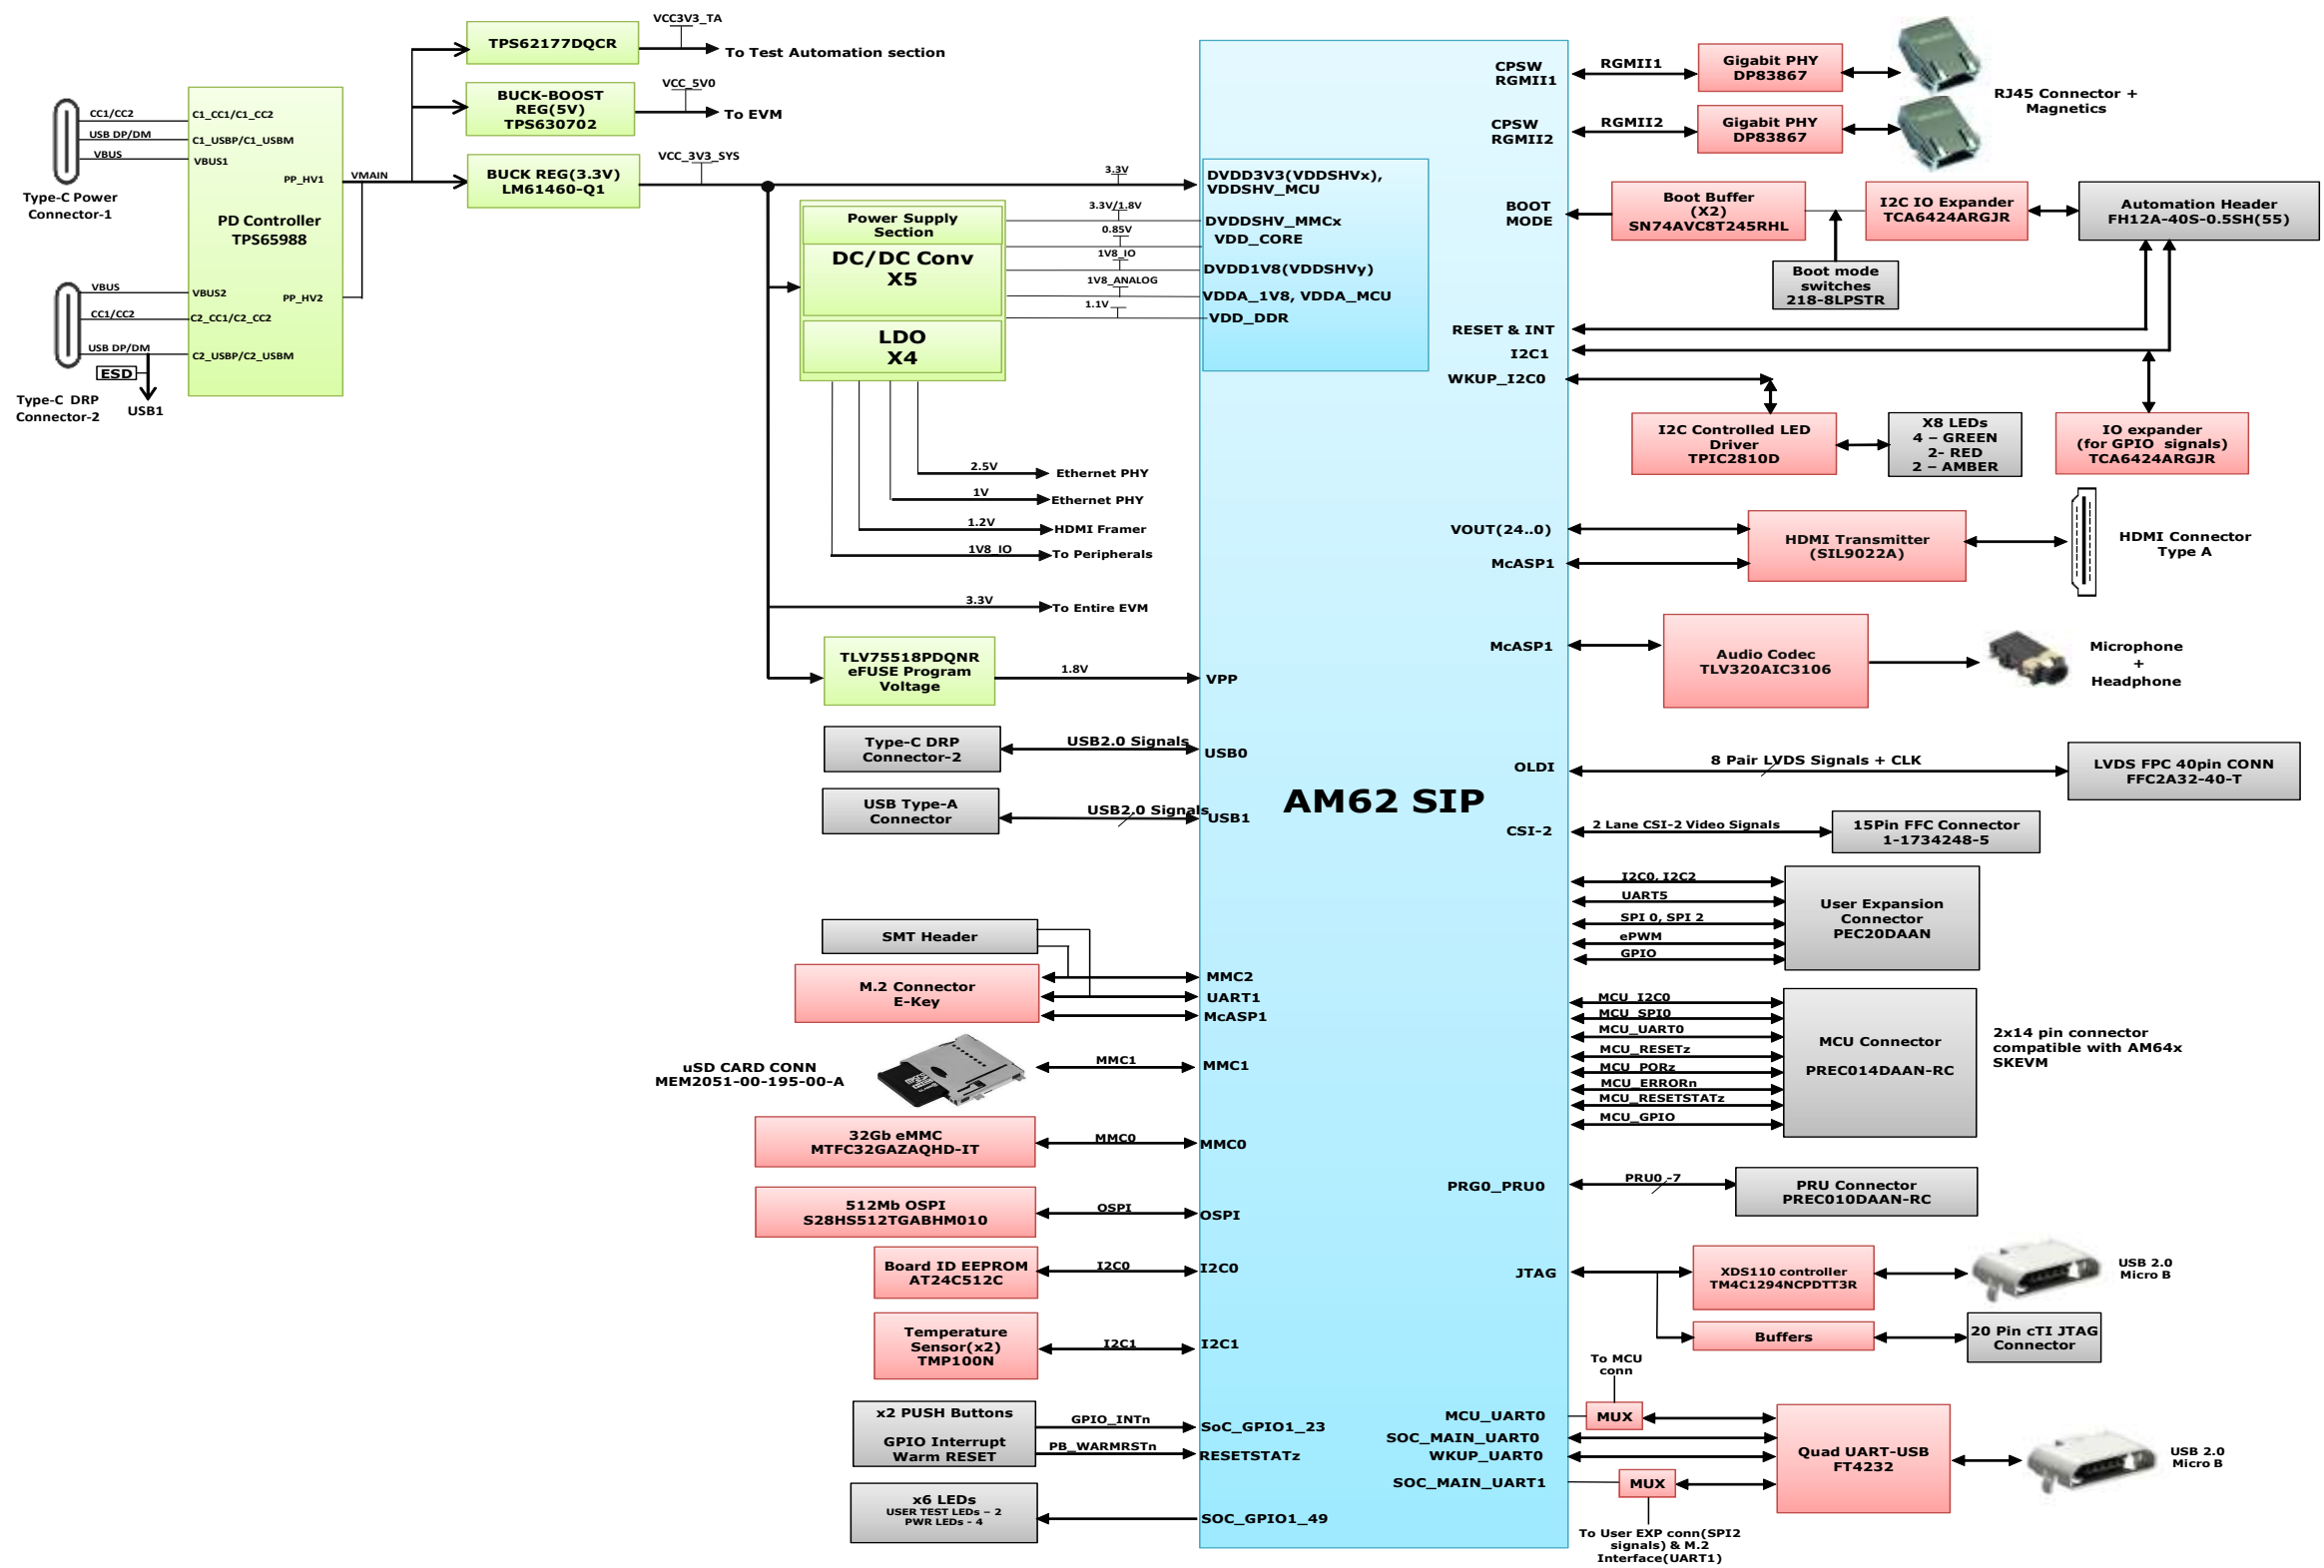 TPS62177DQCR
VCC3V3_TA
To Test Automation section
BUCK-BOOST
REG(5V)
TPS630702
VCC_5V0
To EVM
BUCK REG(3.3V)
LM61460-Q1
VCC_3V3_SYS
CC1/CC2
USB DP/DM
VBUS
Type-C Power
Connector-1
C1_CC1/C1_CC2
C1_USBP/C1_USBM
VBUS1
PP_HV1
VMAIN
PD Controller
TPS65988
VBUS2
PP_HV2
C2_CC1/C2_CC2
C2_USBP/C2_USBM
VBUS
CC1/CC2
USB DP/DM
ESD
USB1
Type-C DRP
Connector-2
Power Supply
Section
DC/DC Conv
X5
LDO
X4
3.3V
3.3V/1.8V
0.85V
1V8_IO
1V8_ANALOG
1.1V
DVDD3V3(VDDSHVx),
VDDSHV_MCU
DVDDSHV_MMCx
VDD_CORE
DVDD1V8(VDDSHVy)
VDDA_1V8, VDDA_MCU
VDD_DDR
2.5V
Ethernet PHY
1V
Ethernet PHY
1.2V
HDMI Framer
1V8_IO
To Peripherals
3.3V
To Entire EVM
TLV75518PDQNR
eFUSE Program
Voltage
1.8V
VPP
Type-C DRP
Connector-2
USB2.0 Signals
USB0
USB Type-A
Connector
USB2.0 Signals
USB1
AM62 SIP
SMT Header
M.2 Connector
E-Key
MMC2
UART1
McASP1
uSD CARD CONN
MEM2051-00-195-00-A
MMC1
MMC1
32Gb eMMC
MTFC32GAZAQHD-IT
MMC0
MMC0
512Mb OSPI
S28HS512TGABHM010
OSPI
OSPI
Board ID EEPROM
AT24C512C
I2C0
I2C0
Temperature
Sensor(x2)
TMP100N
I2C1
I2C1
x2 PUSH Buttons
GPIO Interrupt
Warm RESET
GPIO_INTn
PB_WARMRSTn
SoC_GPIO1_23
RESETSTATz
x6 LEDs
USER TEST LEDs – 2
PWR LEDs - 4
SOC_GPIO1_49
CPSW
RGMII1
RGMII1
Gigabit PHY
DP83867
CPSW
RGMII2
RGMII2
Gigabit PHY
DP83867
RJ45 Connector +
Magnetics
BOOT
MODE
Boot Buffer
(X2)
SN74AVC8T245RHL
I2C IO Expander
TCA6424ARGJR
Automation Header
FH12A-40S-0.5SH(55)
Boot mode
switches
218-8LPSTR
RESET & INT
I2C1
WKUP_I2C0
I2C Controlled LED
Driver
TPIC2810D
X8 LEDs
4 – GREEN
2- RED
2 – AMBER
IO expander
(for GPIO signals)
TCA6424ARGJR
VOUT(24..0)
McASP1
HDMI Transmitter
(SIL9022A)
HDMI Connector
Type A
McASP1
Audio Codec
TLV320AIC3106
Microphone
+
Headphone
OLDI
8 Pair LVDS Signals + CLK
LVDS FPC 40pin CONN
FFC2A32-40-T
CSI-2
2 Lane CSI-2 Video Signals
15Pin FFC Connector
1-1734248-5
I2C0, I2C2
UART5
SPI 0, SPI 2
ePWM
GPIO
User Expansion
Connector
PEC20DAAN
MCU_I2C0
MCU_SPI0
MCU_UART0
MCU_RESETz
MCU_PORz
MCU_ERRORn
MCU_RESETSTATz
MCU_GPIO
MCU Connector
PREC014DAAN-RC
2x14 pin connector
compatible with AM64x
SKEVM
PRG0_PRU0
PRU0 -7
PRU Connector
PREC010DAAN-RC
JTAG
XDS110 controller
TM4C1294NCPDTT3R
USB 2.0
Micro B
Buffers
20 Pin cTI JTAG
Connector
To MCU
conn
MCU_UART0
MUX
SOC_MAIN_UART0
WKUP_UART0
SOC_MAIN_UART1
MUX
Quad UART-USB
FT4232
USB 2.0
Micro B
To User EXP conn(SPI2
signals) & M.2
Interface(UART1)